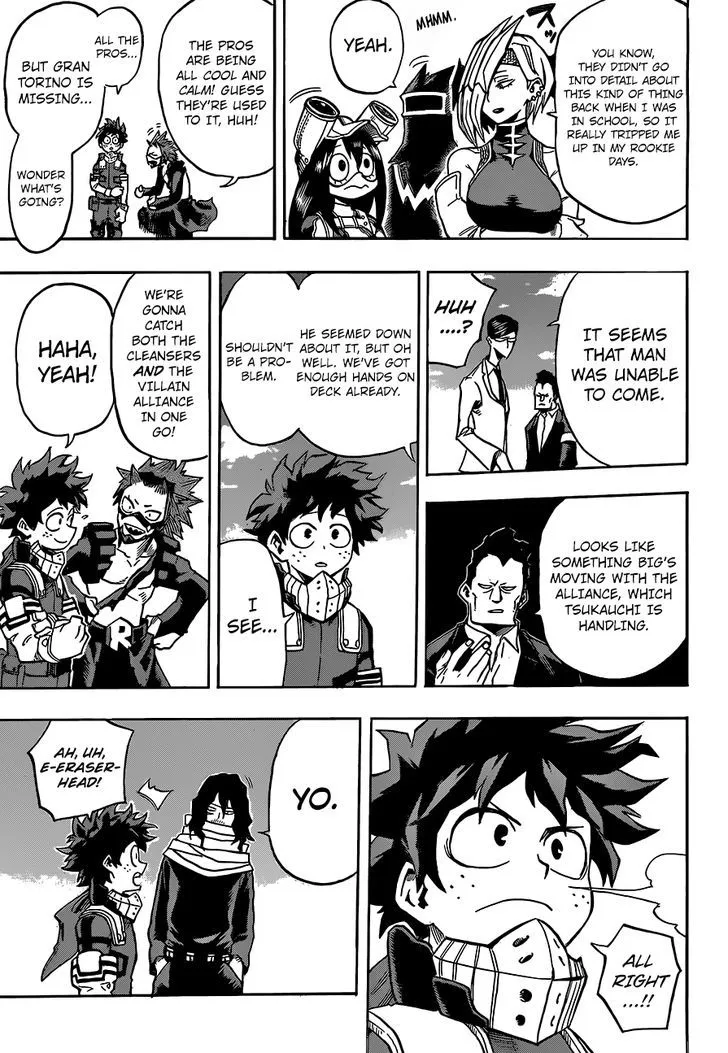 YOU KNOW,
THEY DIDN'T GO
INTO DETAIL ABOUT
THIS KIND OF THING
BACK WHEN I WAS
IN SCHOOL, SO IT
REALLY TRIPPED ME
UP IN MY ROOKIE
DAYS.
MHMM.
YEAH.
THE PROS
ARE BEING
ALL COOL AND
CALM! GUESS
THEY'RE USED
TO IT, HUH!
ALL THE
PROS...
BUT GRAN
TORINO IS
MISSING...
WONDER
WHAT'S
GOING?
IT SEEMS
THAT MAN
WAS UNABLE
TO COME.
HUH
....?
LOOKS LIKE
SOMETHING BIG'S
MOVING WITH THE
ALLIANCE, WHICH
TSUKAUCHI IS
HANDLING.
HE SEEMED DOWN
ABOUT IT, BUT OH
WELL. WE'VE GOT
ENOUGH HANDS ON
DECK ALREADY.
SHOULDN'T
BE A PRO-
BLEM.
I
SEE...
WE'RE
GONNA
CATCH
BOTH THE
CLEANSERS
AND THE
VILLAIN
ALLIANCE
IN ONE
GO!
HAHA,
YEAH!
R
ALL
RIGHT
...!!
YO.
AH, UH,
E-ERASER-
HEAD!